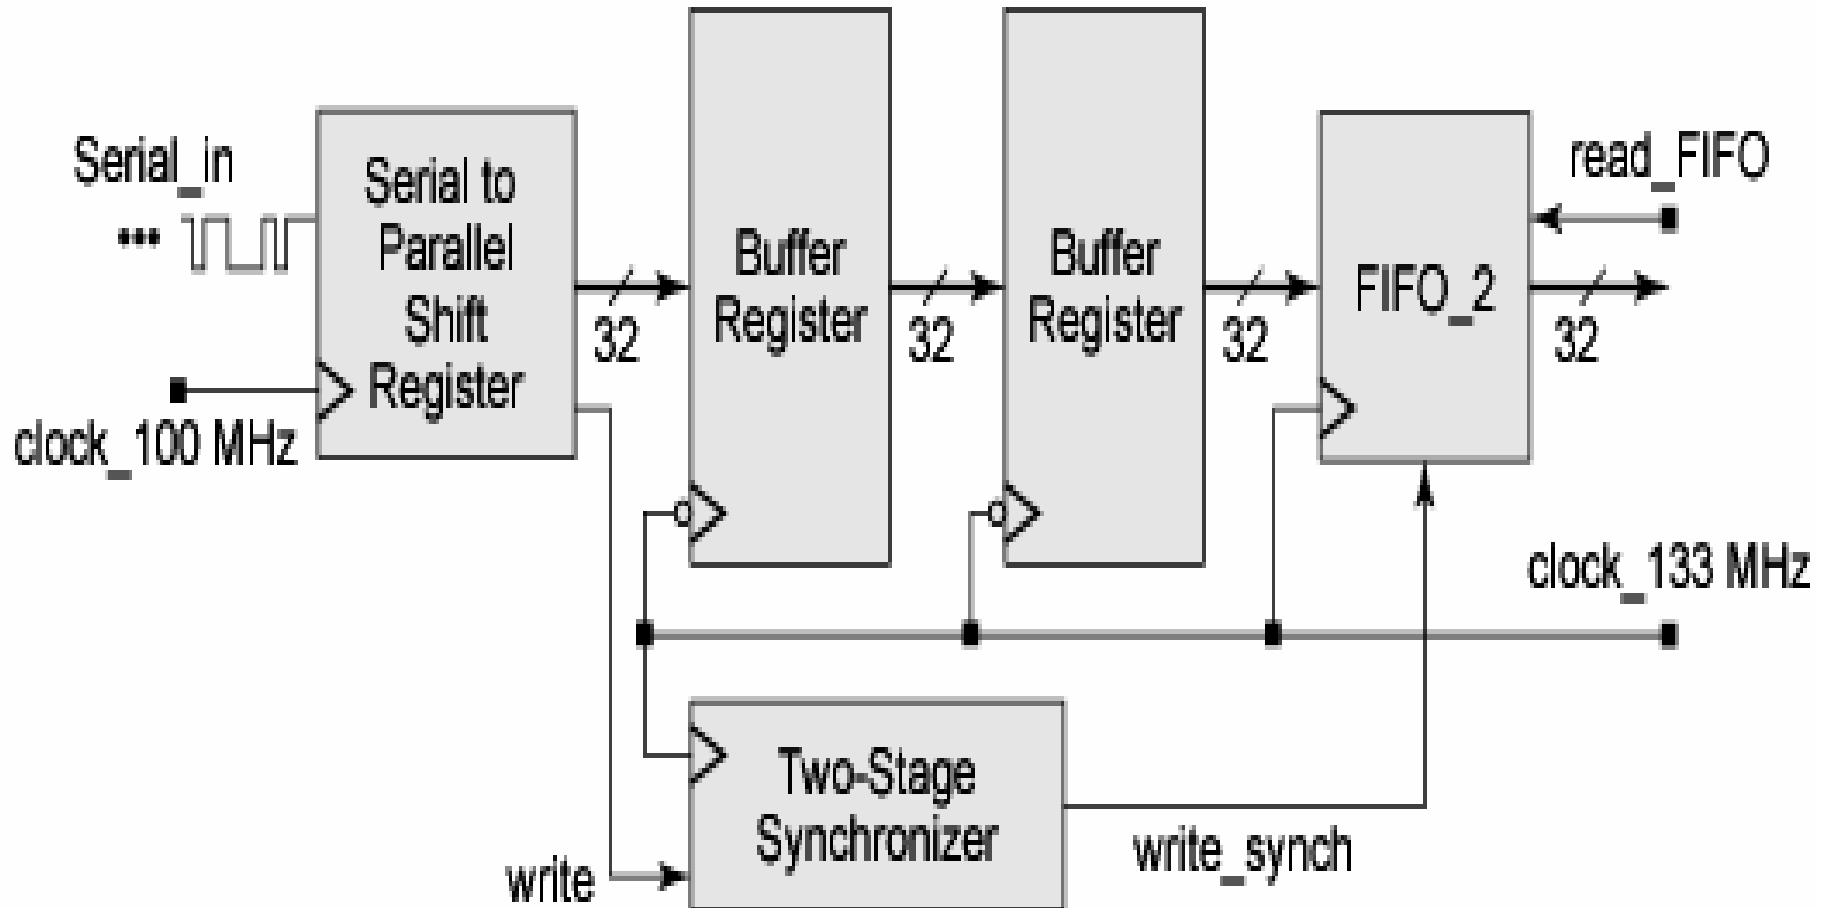 Serial_in
•••
clock_100 MHz
Serial to
Parallel
Shift
Register
32
Buffer
Register
32
Buffer
Register
32
FIFO_2
read_FIFO
32
clock_133 MHz
Two-Stage
Synchronizer
write
write_synch